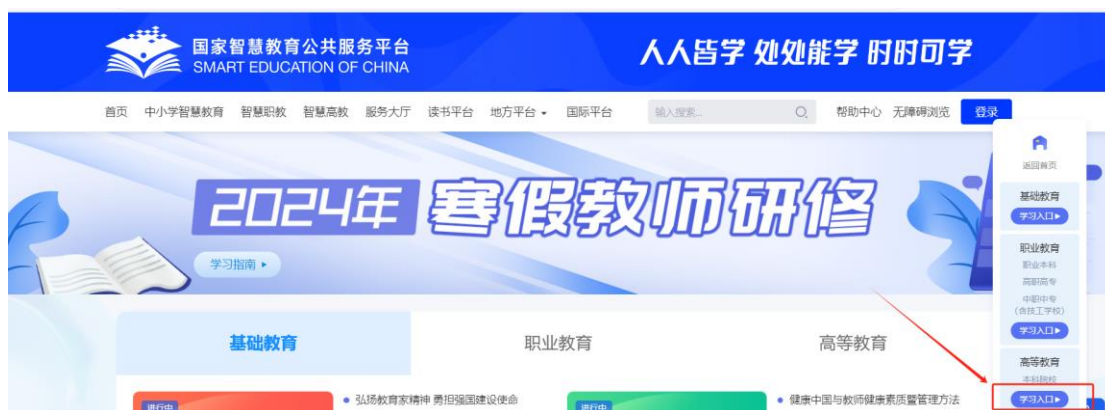 国家智慧教育公共服务平台
SMART EDUCATION OF CHINA
人人皆学 处处能学 时时可学
首页 中小学智慧教育 智慧职教 智慧高教 服务大厅 读书平台 地方平台 国际平台 输入搜索... 帮助中心 无障碍浏览 登录
2024年 寒假教师研修
学习指南
返回首页
基础教育
学习入口
职业教育
职业本科
高职高专
中职中专
(含技工学校)
学习入口
高等教育
本科院校
学习入口
基础教育 职业教育 高等教育
进行中
弘扬教育家精神 勇担强国建设使命
进行中
健康中国与教师健康素质暨管理方法